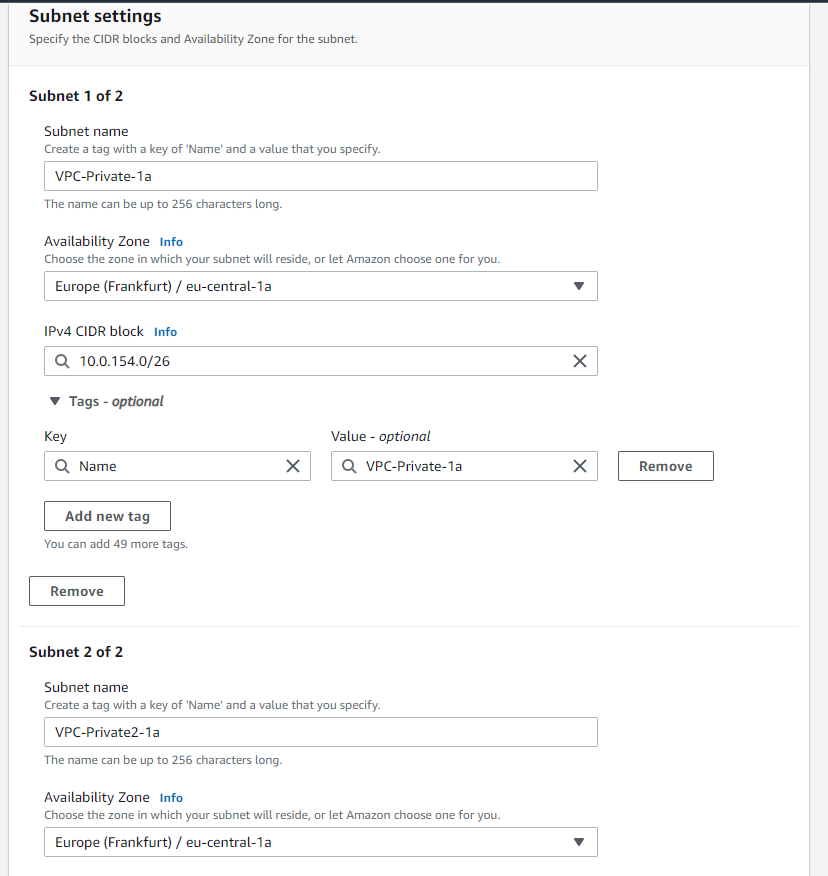 Subnet settings
Specify the CIDR blocks and Availability Zone for the subnet.
Subnet 1 of 2
Subnet name
Create a tag with a key of 'Name' and a value that you specify.
VPC-Private-1a
The name can be up to 256 characters long.
Availability Zone Info
Choose the zone in which your subnet will reside, or let Amazon choose one for you.
Europe (Frankfurt) / eu-central-1a
IPv4 CIDR block Info
10.0.154.0/26
Tags - optional
Key Value - optional
Name VPC-Private-1a Remove
Add new tag
You can add 49 more tags.
Remove
Subnet 2 of 2
Subnet name
Create a tag with a key of 'Name' and a value that you specify.
VPC-Private2-1a
The name can be up to 256 characters long.
Availability Zone Info
Choose the zone in which your subnet will reside, or let Amazon choose one for you.
Europe (Frankfurt) / eu-central-1a